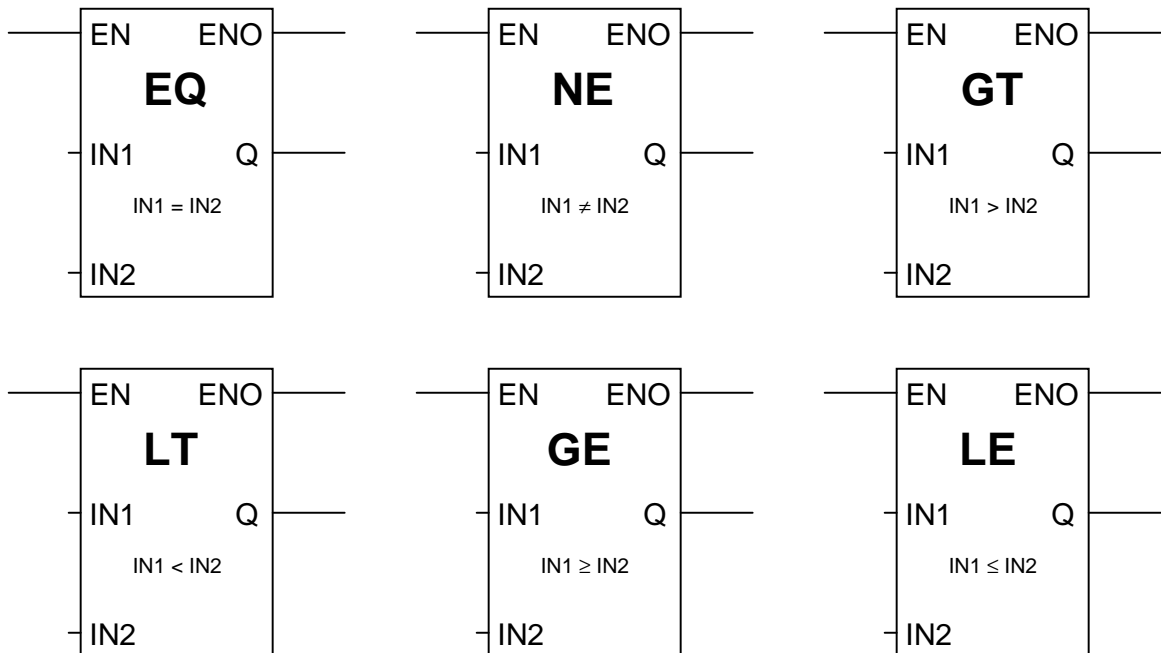 EN ENO EN ENO EN ENO
EQ NE GT
IN1 Q IN1 Q IN1 Q
IN1 = IN2 IN1 ≠ IN2 IN1 > IN2
IN2 IN2 IN2
EN ENO EN ENO EN ENO
LT GE LE
IN1 Q IN1 Q IN1 Q
IN1 < IN2 IN1 ≥ IN2 IN1 ≤ IN2
IN2 IN2 IN2